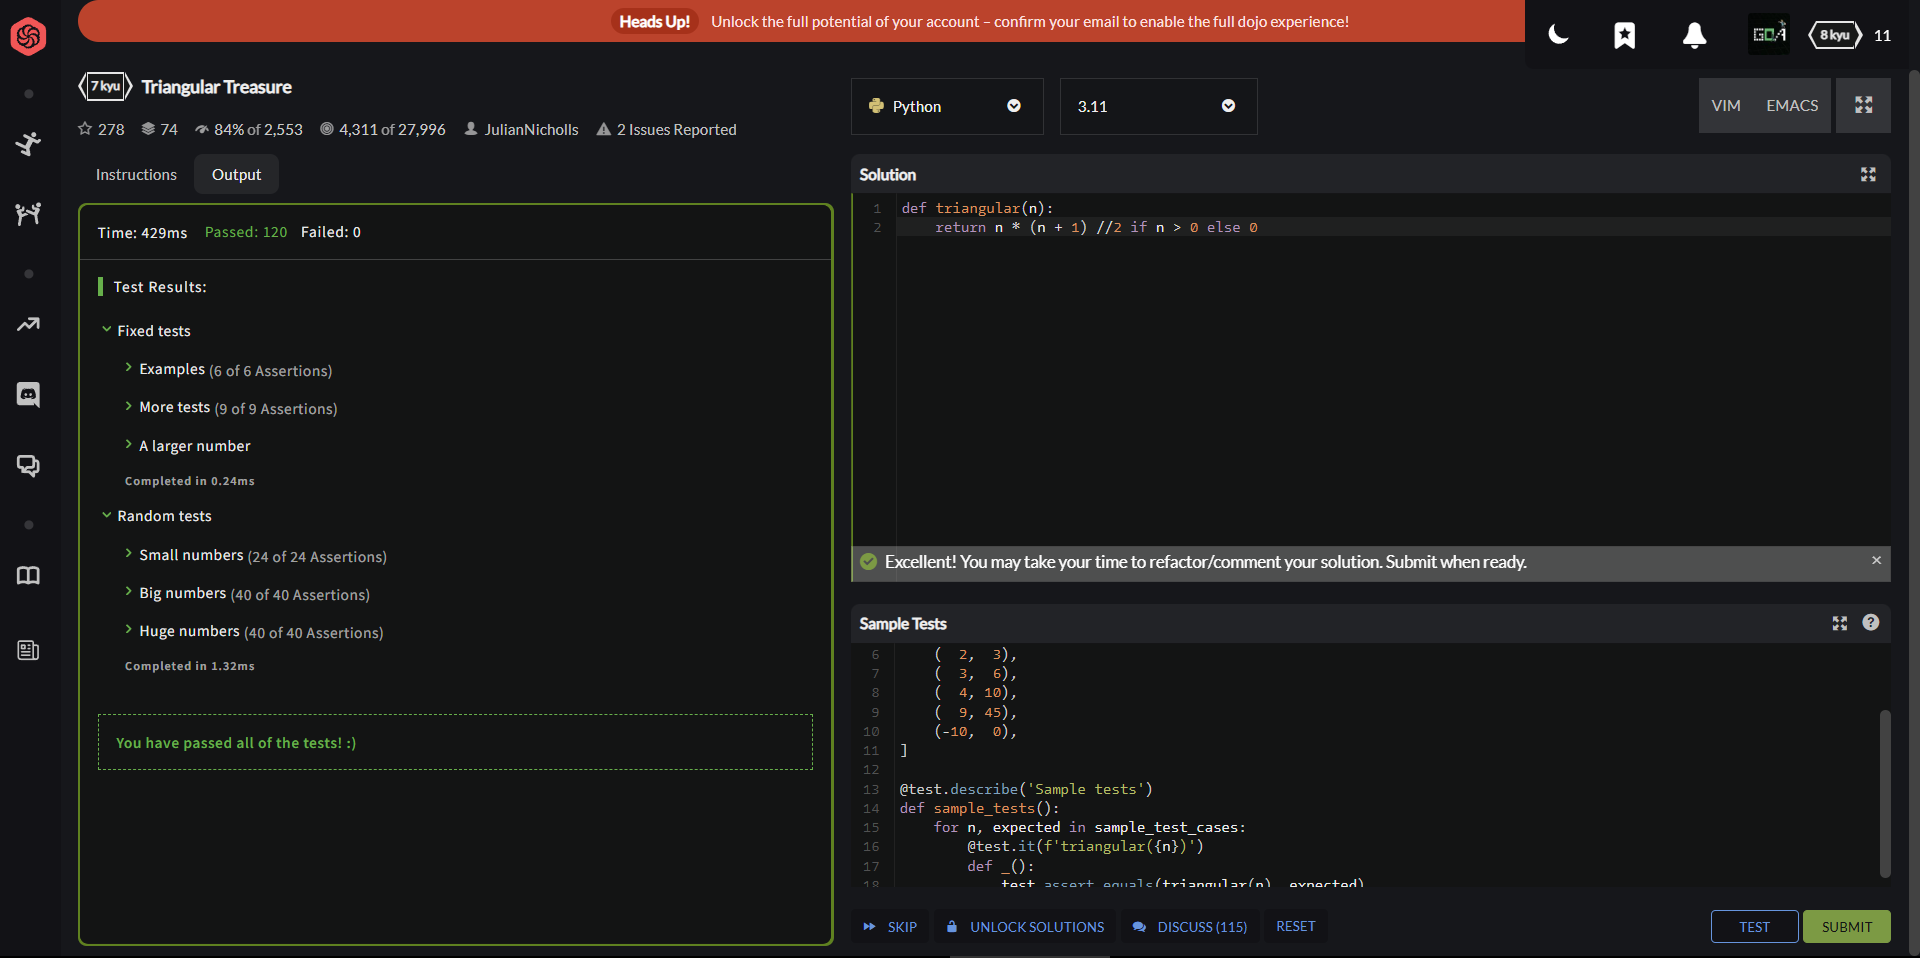 Heads Up! Unlock the full potential of your account – confirm your email to enable the full dojo experience!
GOA
8 kyu 11
7 kyu Triangular Treasure
278 74 84% of 2,553 4,311 of 27,996 JulianNicholls 2 Issues Reported
Instructions Output
Time: 429ms Passed: 120 Failed: 0
Test Results:
Fixed tests
Examples (6 of 6 Assertions)
More tests (9 of 9 Assertions)
A larger number
Completed in 0.24ms
Random tests
Small numbers (24 of 24 Assertions)
Big numbers (40 of 40 Assertions)
Huge numbers (40 of 40 Assertions)
Completed in 1.32ms
You have passed all of the tests! :)
Python 3.11 VIM EMACS
Solution
1 def triangular(n):
2     return n * (n + 1) //2 if n > 0 else 0
Excellent! You may take your time to refactor/comment your solution. Submit when ready. ×
Sample Tests ?
6     (  2,  3),
7     (  3,  6),
8     (  4, 10),
9     (  9, 45),
10     (-10,  0),
11 ]
12
13 @test.describe('Sample tests')
14 def sample_tests():
15     for n, expected in sample_test_cases:
16         @test.it(f'triangular({n})')
17         def _():
18             test.assert_equals(triangular(n), expected)
SKIP UNLOCK SOLUTIONS DISCUSS (115) RESET TEST SUBMIT